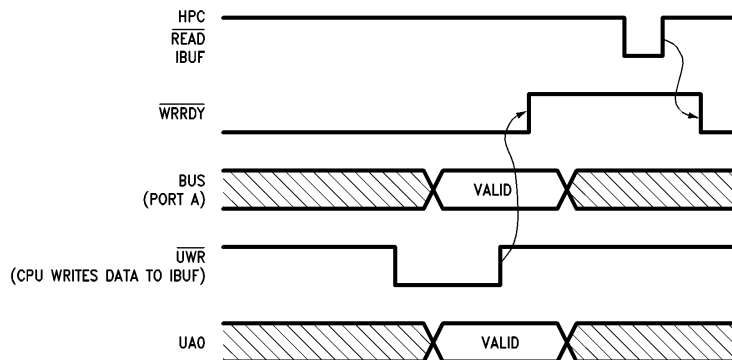 HPC
READ
IBUF
WRRDY
BUS
(PORT A)
VALID
UWR
(CPU WRITES DATA TO IBUF)
UA0
VALID